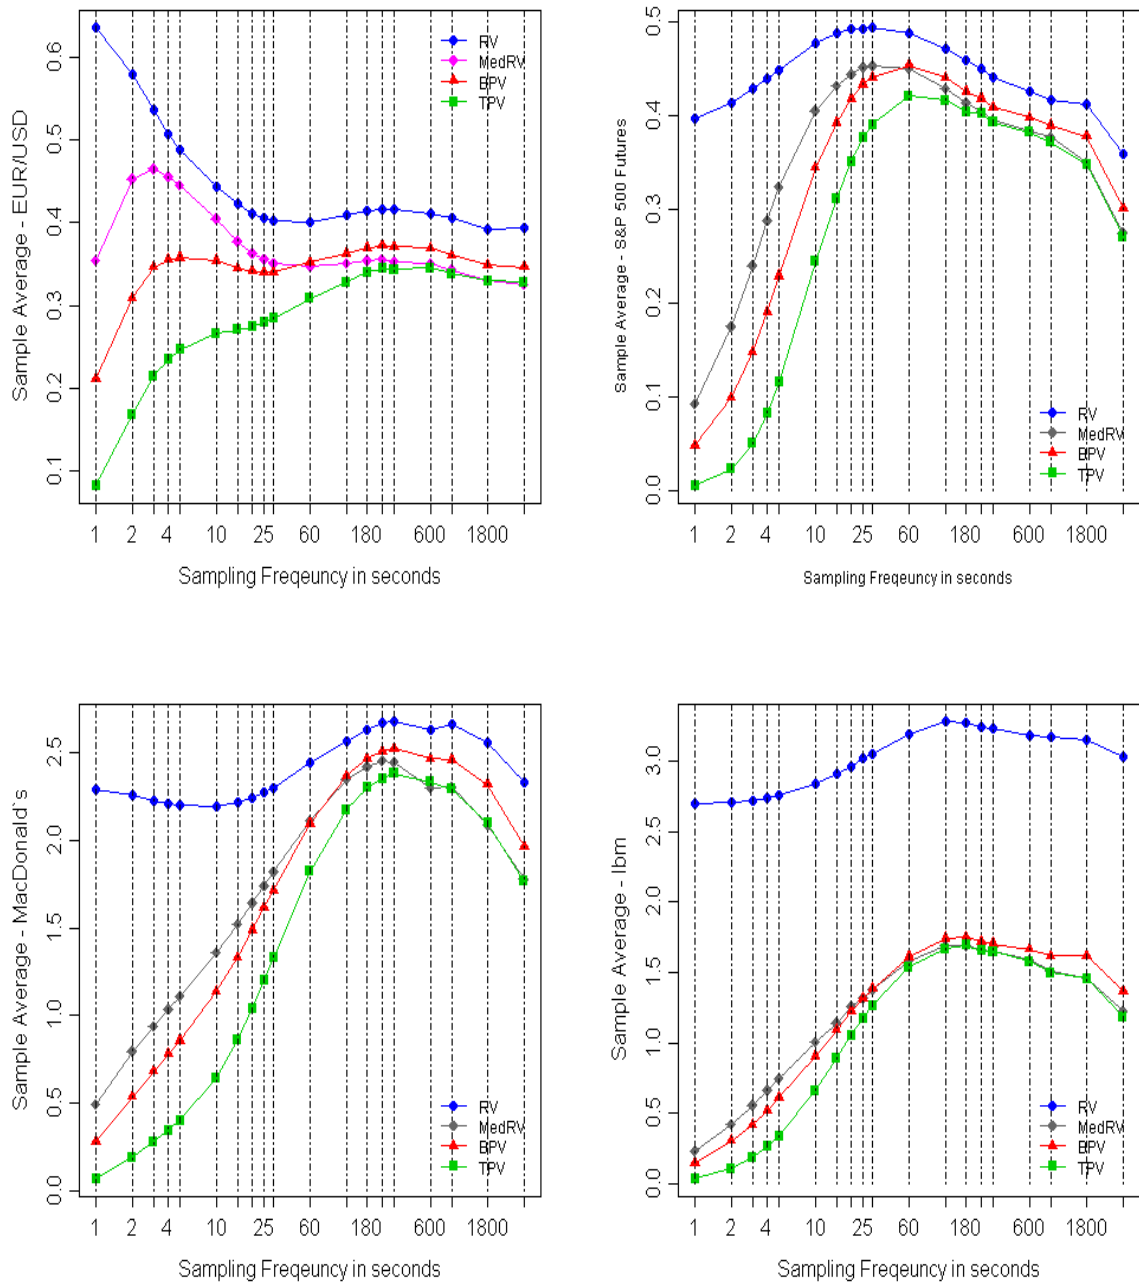 Sample Average - EUR/USD
0.1 0.2 0.3 0.4 0.5 0.6
RV
MedRV
BPV
TPV
1 2 4 10 25 60 180 600 1800
Sampling Freqeuncy in seconds
Sample Average - S&P 500 Futures
0.0 0.1 0.2 0.3 0.4 0.5
RV
MedRV
BPV
TPV
1 2 4 10 25 60 180 600 1800
Sampling Freqeuncy in seconds
Sample Average - MacDonald`s
0.0 0.5 1.0 1.5 2.0 2.5
RV
MedRV
BPV
TPV
1 2 4 10 25 60 180 600 1800
Sampling Freqeuncy in seconds
Sample Average - Ibm
0.0 0.5 1.0 1.5 2.0 2.5 3.0
RV
MedRV
BPV
TPV
1 2 4 10 25 60 180 600 1800
Sampling Freqeuncy in seconds